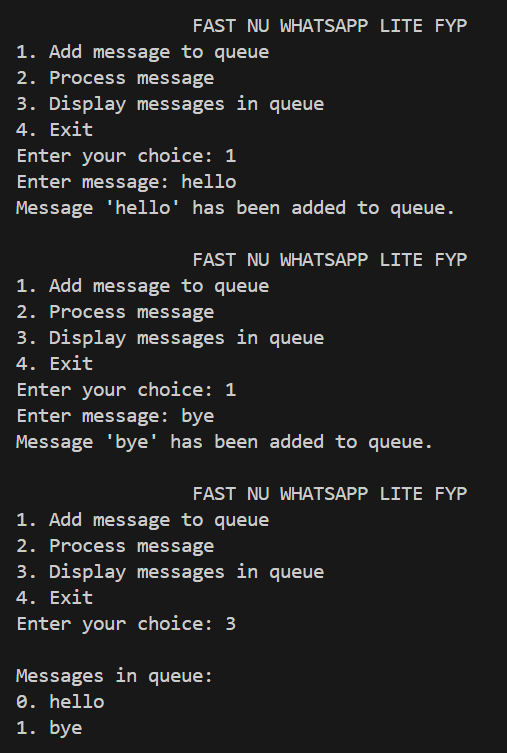 FAST NU WHATSAPP LITE FYP
1. Add message to queue
2. Process message
3. Display messages in queue
4. Exit
Enter your choice: 1
Enter message: hello
Message 'hello' has been added to queue.
FAST NU WHATSAPP LITE FYP
1. Add message to queue
2. Process message
3. Display messages in queue
4. Exit
Enter your choice: 1
Enter message: bye
Message 'bye' has been added to queue.
FAST NU WHATSAPP LITE FYP
1. Add message to queue
2. Process message
3. Display messages in queue
4. Exit
Enter your choice: 3
Messages in queue:
0. hello
1. bye